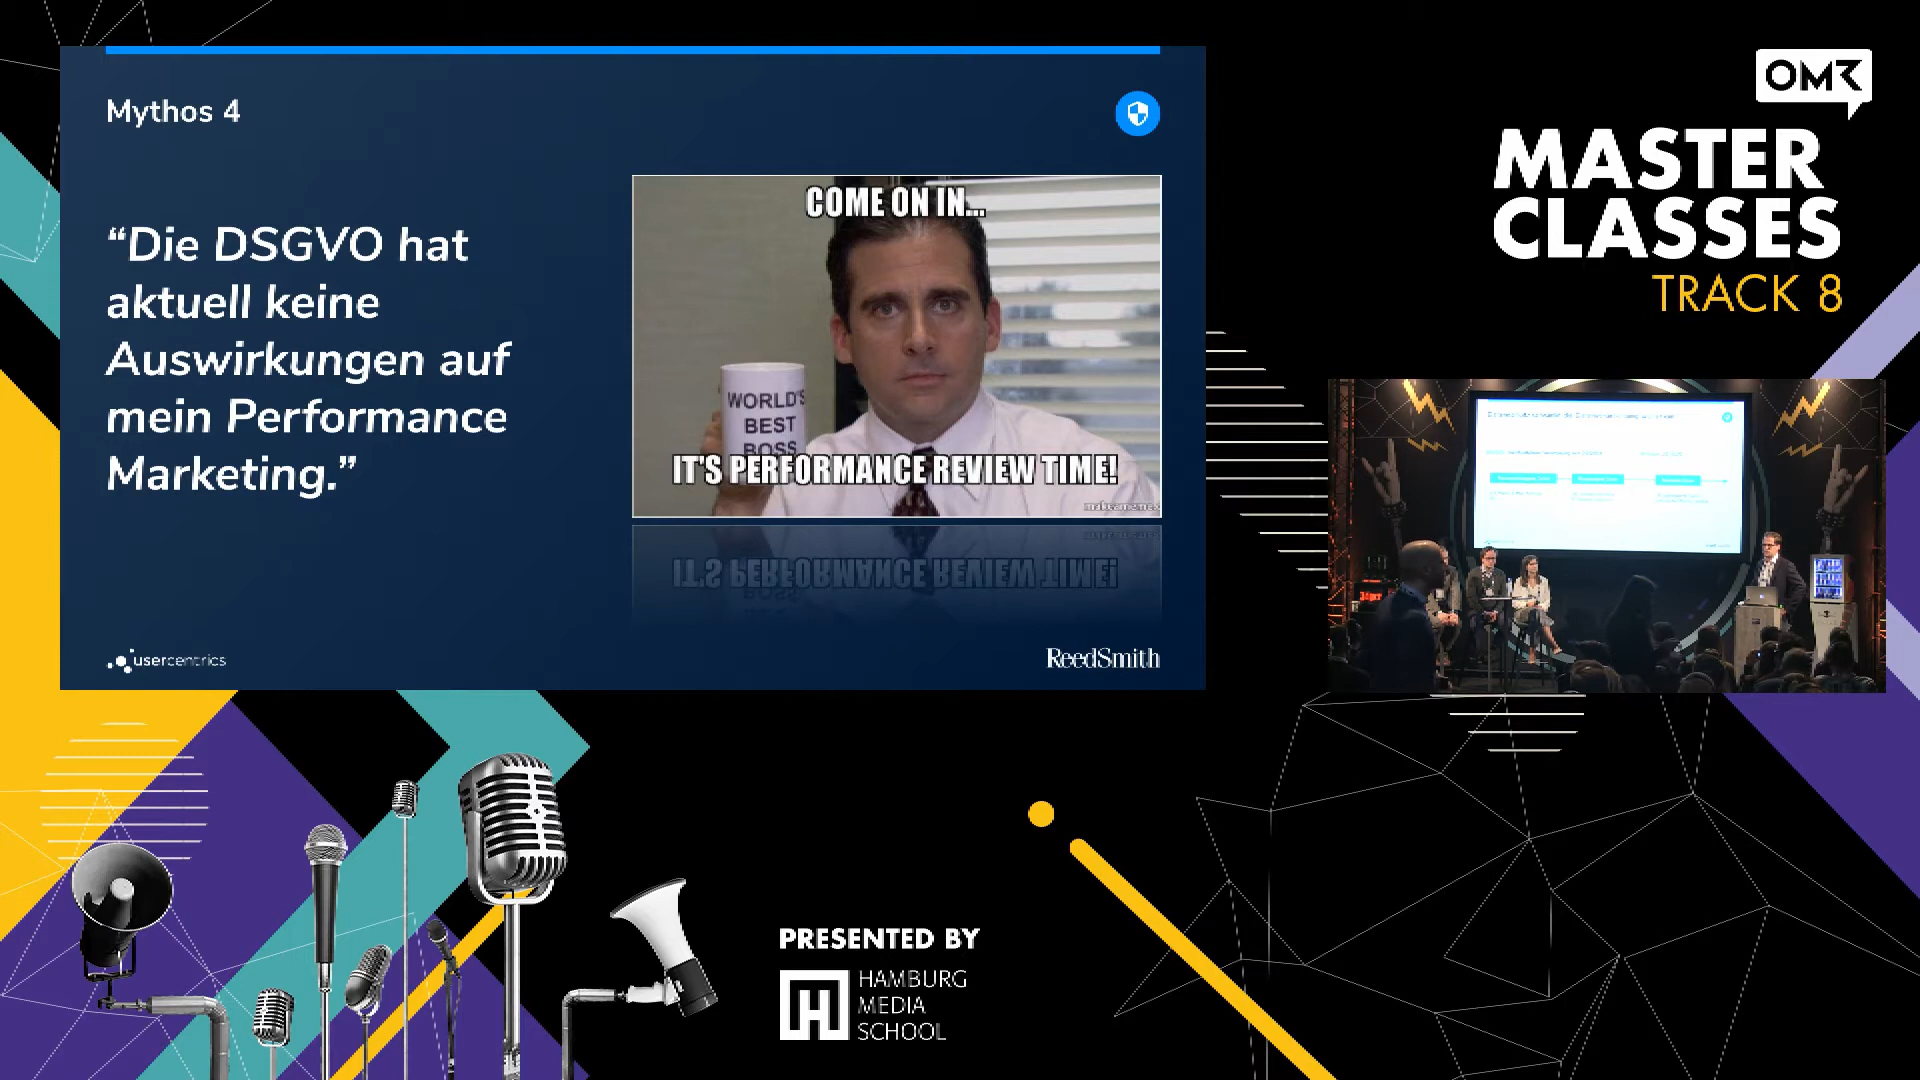 Mythos 4
“Die DSGVO hat
aktuell keine
Auswirkungen auf
mein Performance
Marketing.”
COME ON IN...
WORLD'S
BEST
BOSS
IT'S PERFORMANCE REVIEW TIME!
usercentrics
ReedSmith
OMR
MASTER
CLASSES
TRACK 8
PRESENTED BY
HAMBURG
MEDIA
SCHOOL